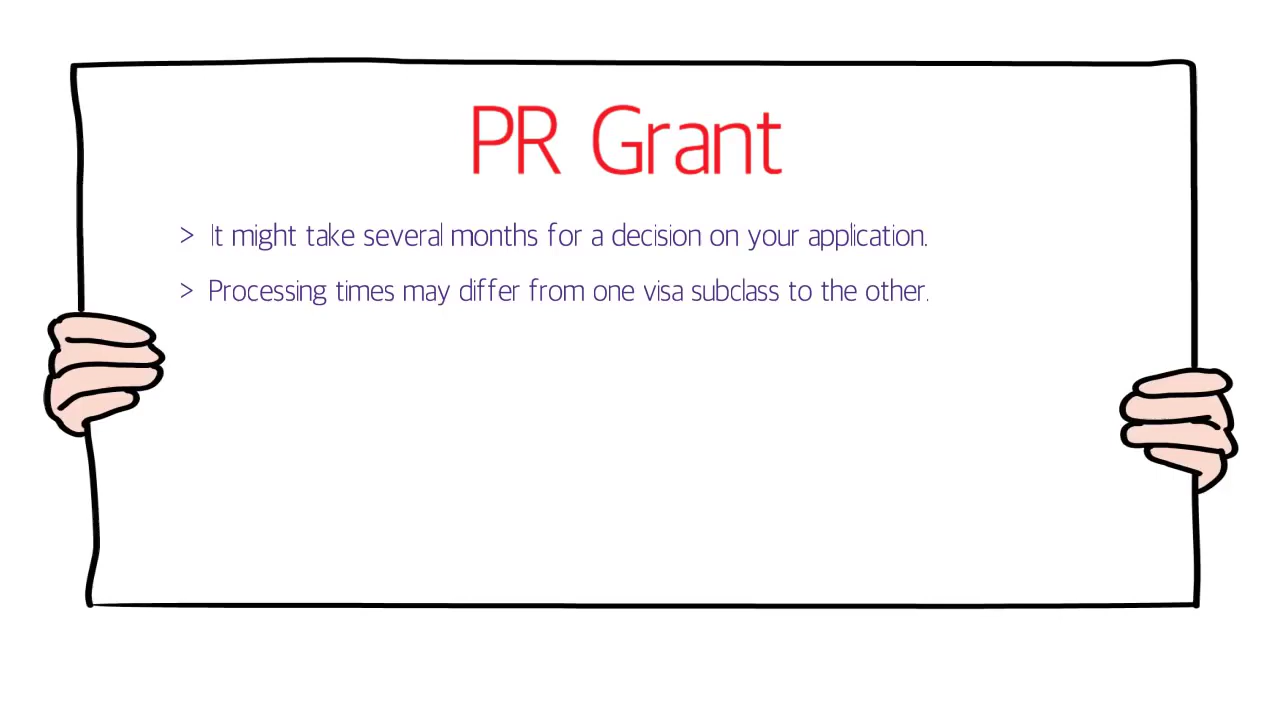 PR Grant
> It might take several months for a decision on your application.
> Processing times may differ from one visa subclass to the other.